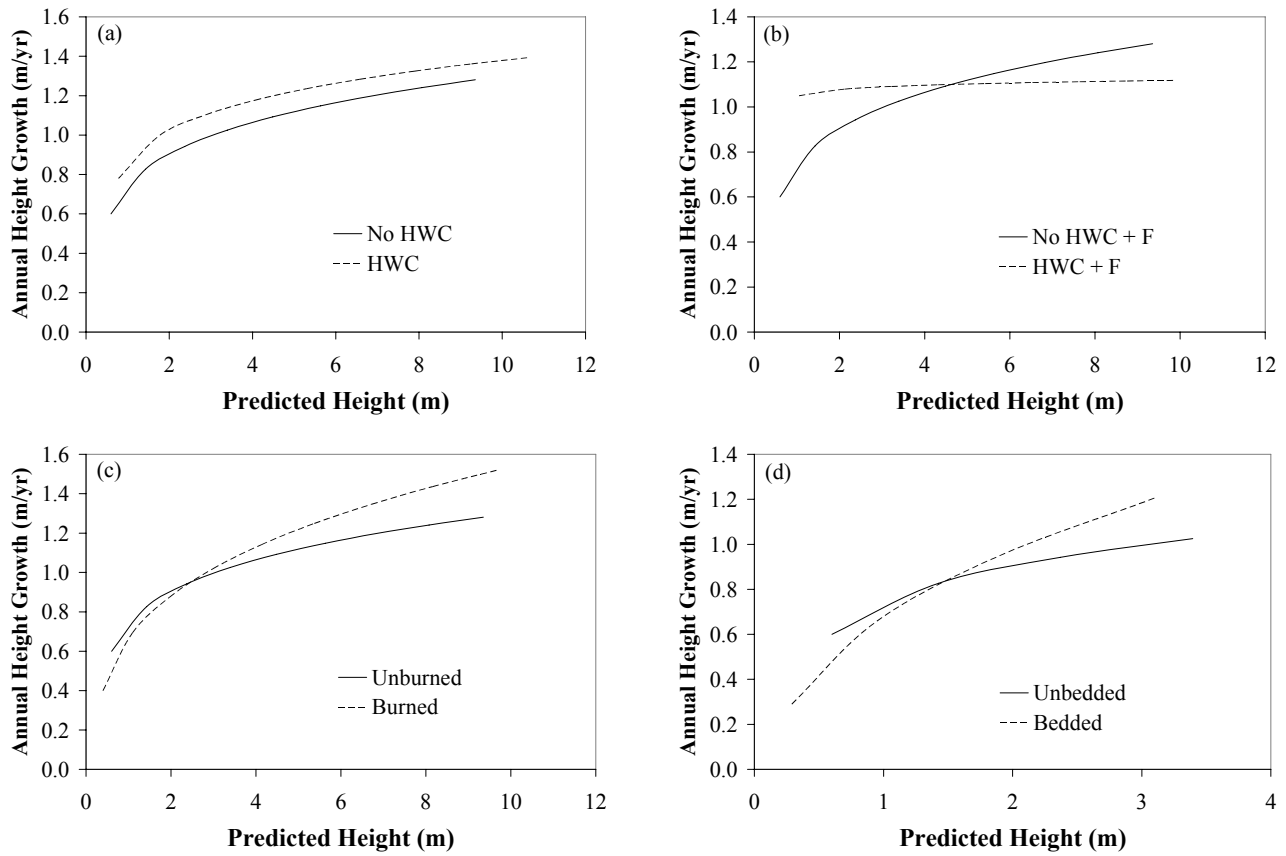 (a)
Annual Height Growth (m/yr)
1.6
1.4
1.2
1.0
0.8
0.6
0.4
0.2
0.0
No HWC
HWC
0 2 4 6 8 10 12
Predicted Height (m)
(b)
Annual Height Growth (m/yr)
1.4
1.2
1.0
0.8
0.6
0.4
0.2
0.0
No HWC + F
HWC + F
0 2 4 6 8 10 12
Predicted Height (m)
(c)
Annual Height Growth (m/yr)
1.6
1.4
1.2
1.0
0.8
0.6
0.4
0.2
0.0
Unburned
Burned
0 2 4 6 8 10 12
Predicted Height (m)
(d)
Annual Height Growth (m/yr)
1.4
1.2
1.0
0.8
0.6
0.4
0.2
0.0
Unbedded
Bedded
0 1 2 3 4
Predicted Height (m)